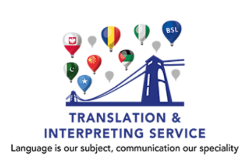 BSL
TRANSLATION &
INTERPRETING SERVICE
Language is our subject, communication our speciality